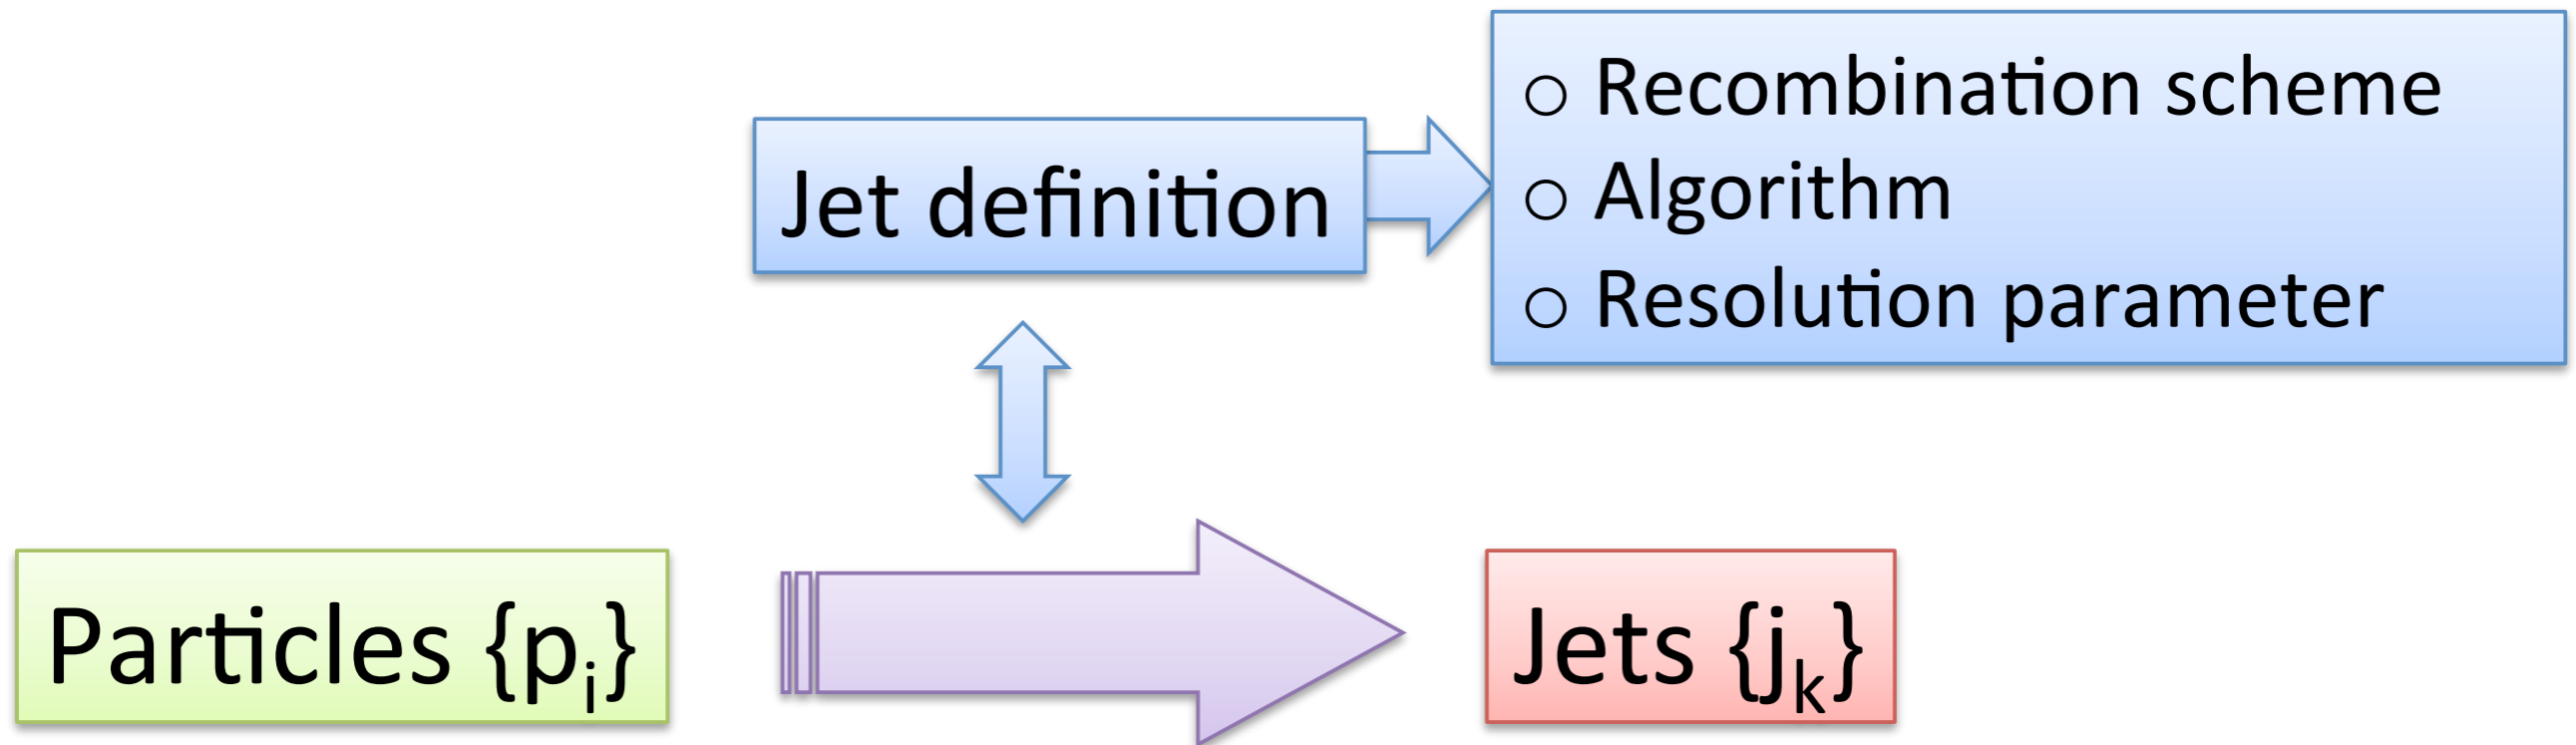 Jet definition
○ Recombination scheme
○ Algorithm
○ Resolution parameter
Particles {pᵢ}
Jets {jₖ}